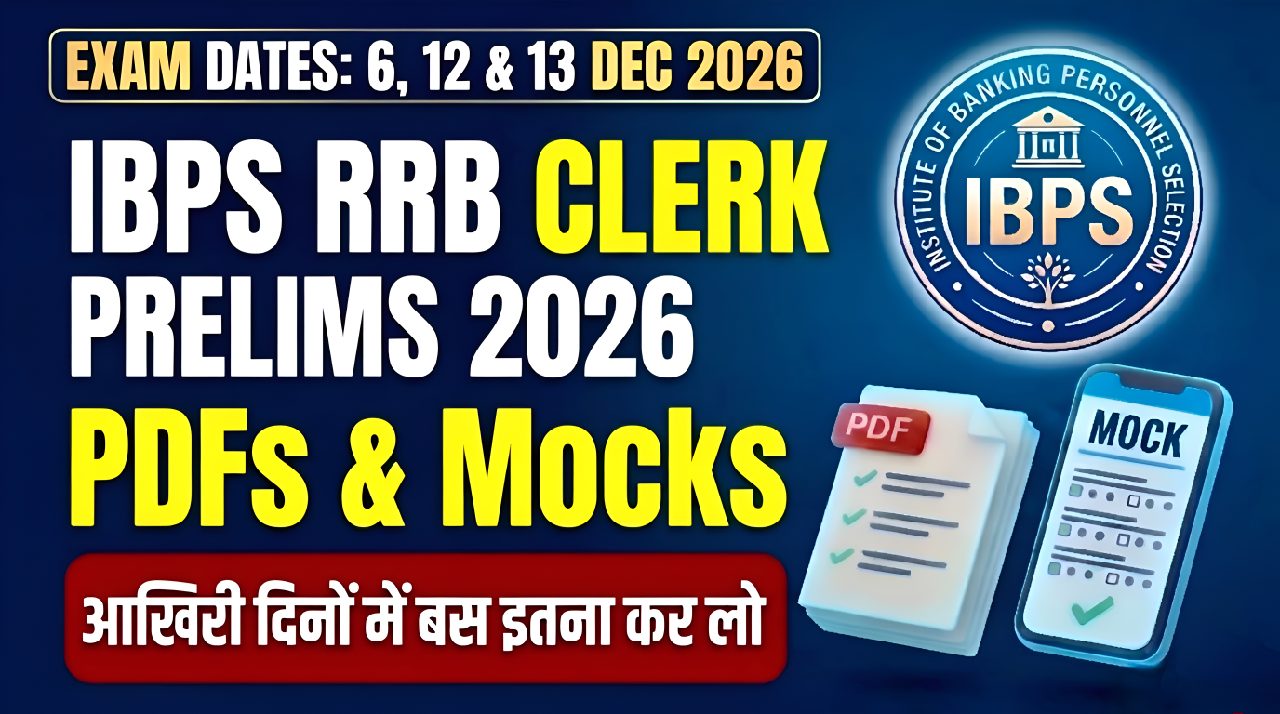 EXAM DATES: 6, 12 & 13 DEC 2026
IBPS RRB CLERK
PRELIMS 2026
PDFs & Mocks
आखिरी दिनों में बस इतना कर लो
INSTITUTE OF BANKING PERSONNEL SELECTION
IBPS
PDF
MOCK